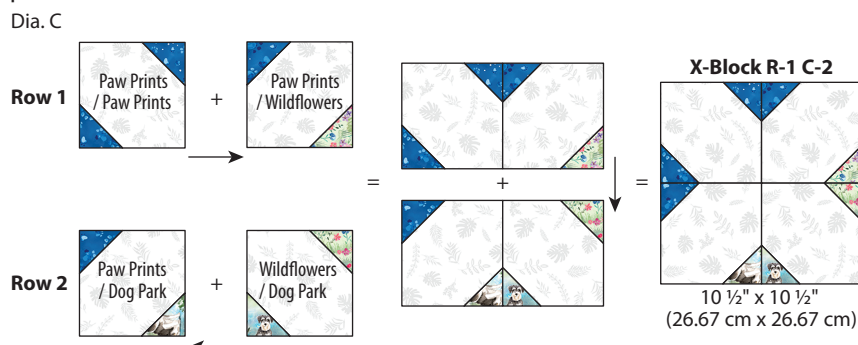 Dia. C
X-Block R-1 C-2
Row 1
Paw Prints
/ Paw Prints
+
Paw Prints
/ Wildflowers
=
+
=
Row 2
Paw Prints
/ Dog Park
+
Wildflowers
/ Dog Park
10 ½" x 10 ½"
(26.67 cm x 26.67 cm)